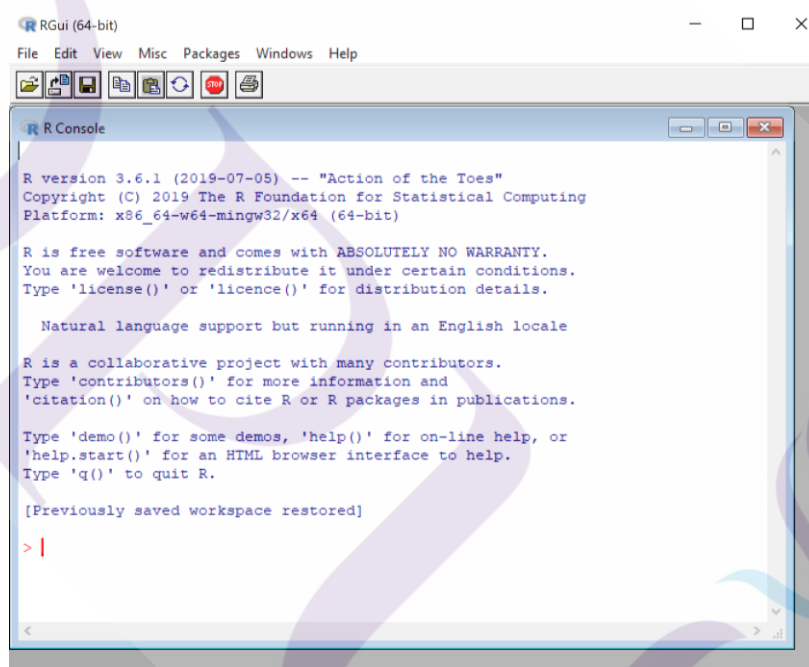 RGui (64-bit)
File Edit View Misc Packages Windows Help
STOP
R Console
R version 3.6.1 (2019-07-05) -- "Action of the Toes"
Copyright (C) 2019 The R Foundation for Statistical Computing
Platform: x86_64-w64-mingw32/x64 (64-bit)
R is free software and comes with ABSOLUTELY NO WARRANTY.
You are welcome to redistribute it under certain conditions.
Type 'license()' or 'licence()' for distribution details.
Natural language support but running in an English locale
R is a collaborative project with many contributors.
Type 'contributors()' for more information and
'citation()' on how to cite R or R packages in publications.
Type 'demo()' for some demos, 'help()' for on-line help, or
'help.start()' for an HTML browser interface to help.
Type 'q()' to quit R.
[Previously saved workspace restored]
>